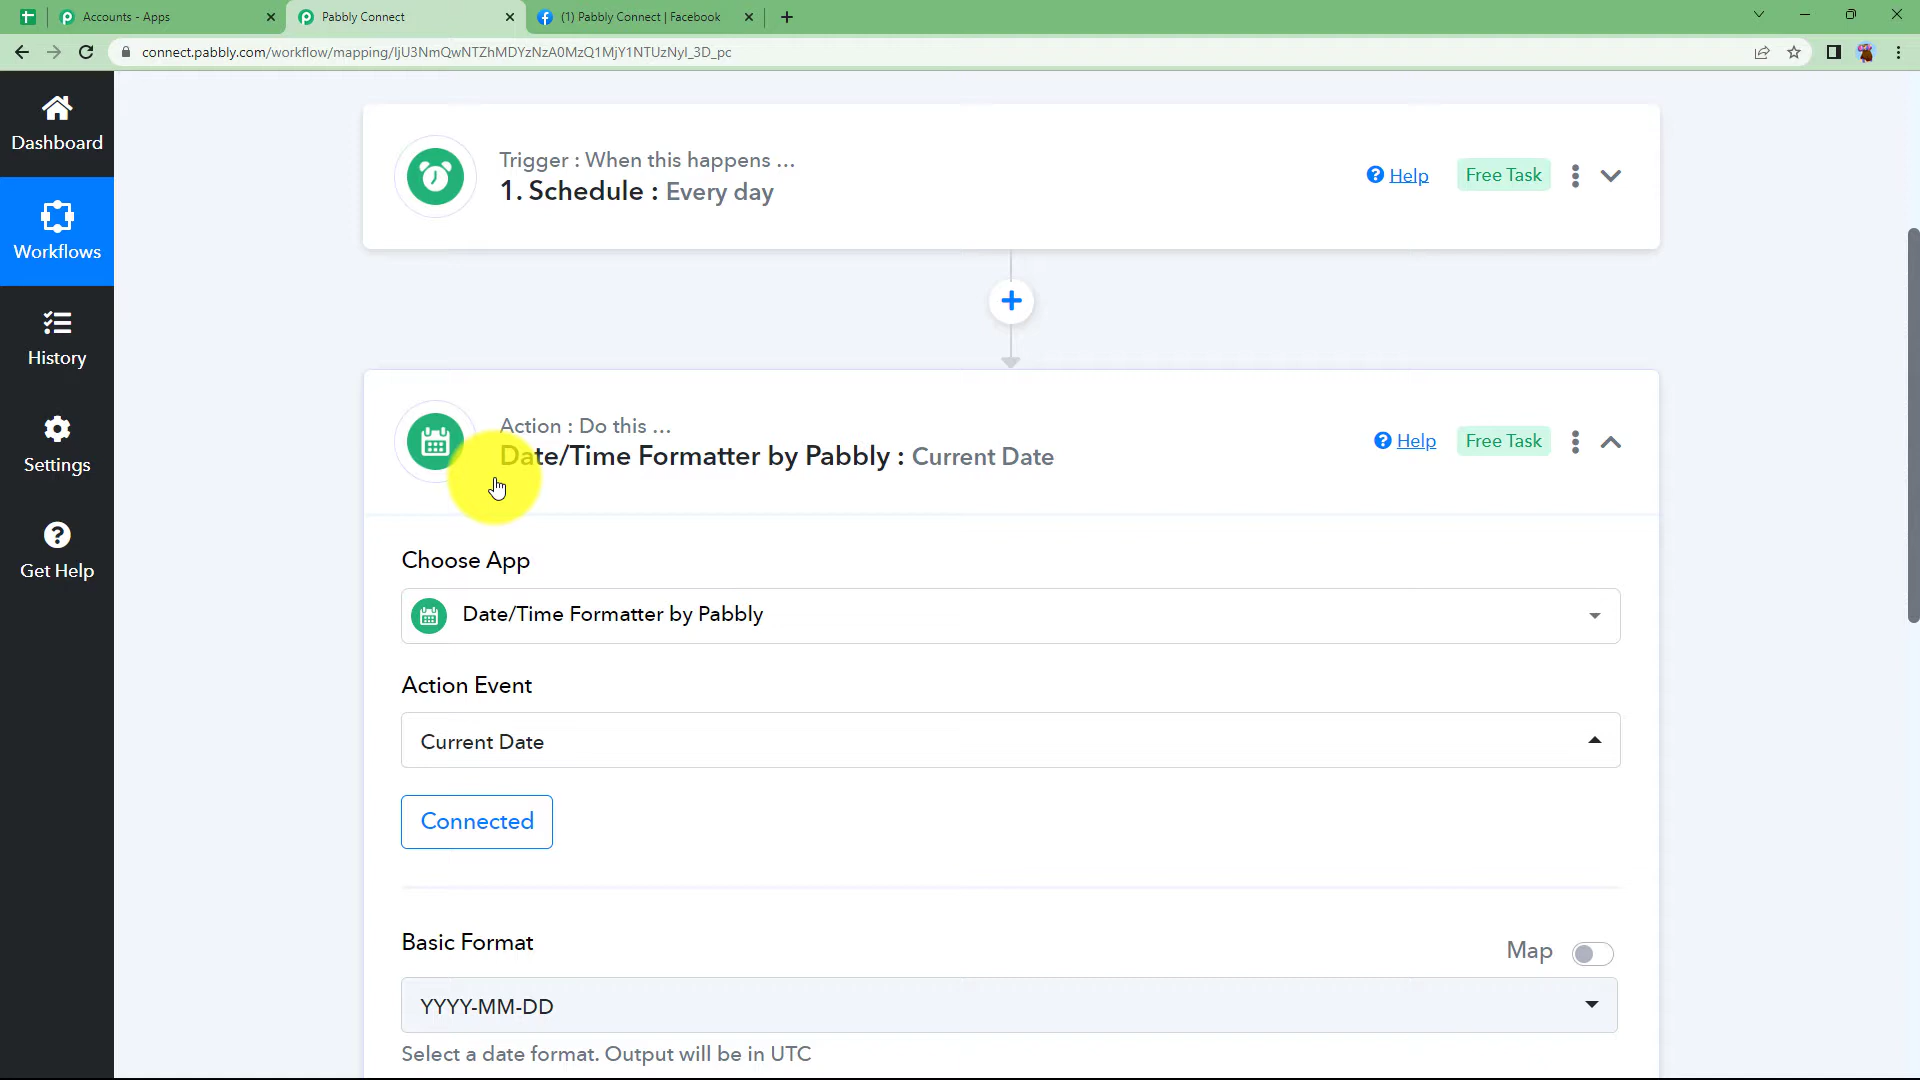 Accounts - Apps
Pabbly Connect
(1) Pabbly Connect | Facebook
connect.pabbly.com/workflow/mapping/IjU3NmQwNTZhMDYzNzA0MzQ1MjY1NTUzNyI_3D_pc
Dashboard
Workflows
History
Settings
Get Help
Trigger : When this happens ...
1. Schedule : Every day
Help
Free Task
Action : Do this ...
Date/Time Formatter by Pabbly : Current Date
Help
Free Task
Choose App
Date/Time Formatter by Pabbly
Action Event
Current Date
Connected
Basic Format
Map
YYYY-MM-DD
Select a date format. Output will be in UTC